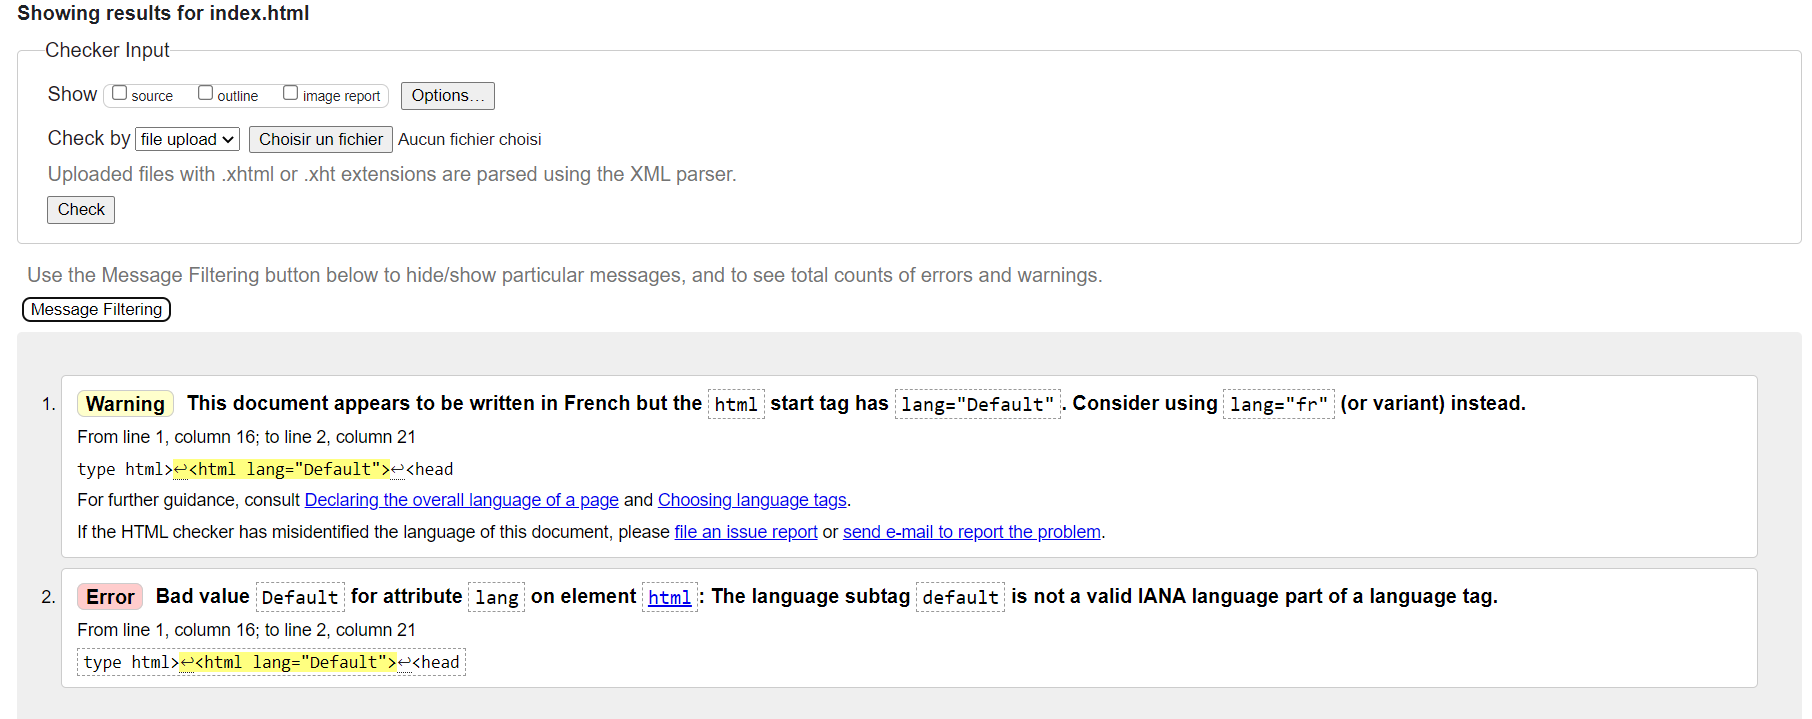 Showing results for index.html
Checker Input
Show source outline image report Options...
Check by file upload Choisir un fichier Aucun fichier choisi
Uploaded files with .xhtml or .xht extensions are parsed using the XML parser.
Check
Use the Message Filtering button below to hide/show particular messages, and to see total counts of errors and warnings.
Message Filtering
1. Warning This document appears to be written in French but the html start tag has lang="Default". Consider using lang="fr" (or variant) instead.
From line 1, column 16; to line 2, column 21
type html>↩<html lang="Default">↩<head
For further guidance, consult Declaring the overall language of a page and Choosing language tags.
If the HTML checker has misidentified the language of this document, please file an issue report or send e-mail to report the problem.
2. Error Bad value Default for attribute lang on element html: The language subtag default is not a valid IANA language part of a language tag.
From line 1, column 16; to line 2, column 21
type html>↩<html lang="Default">↩<head